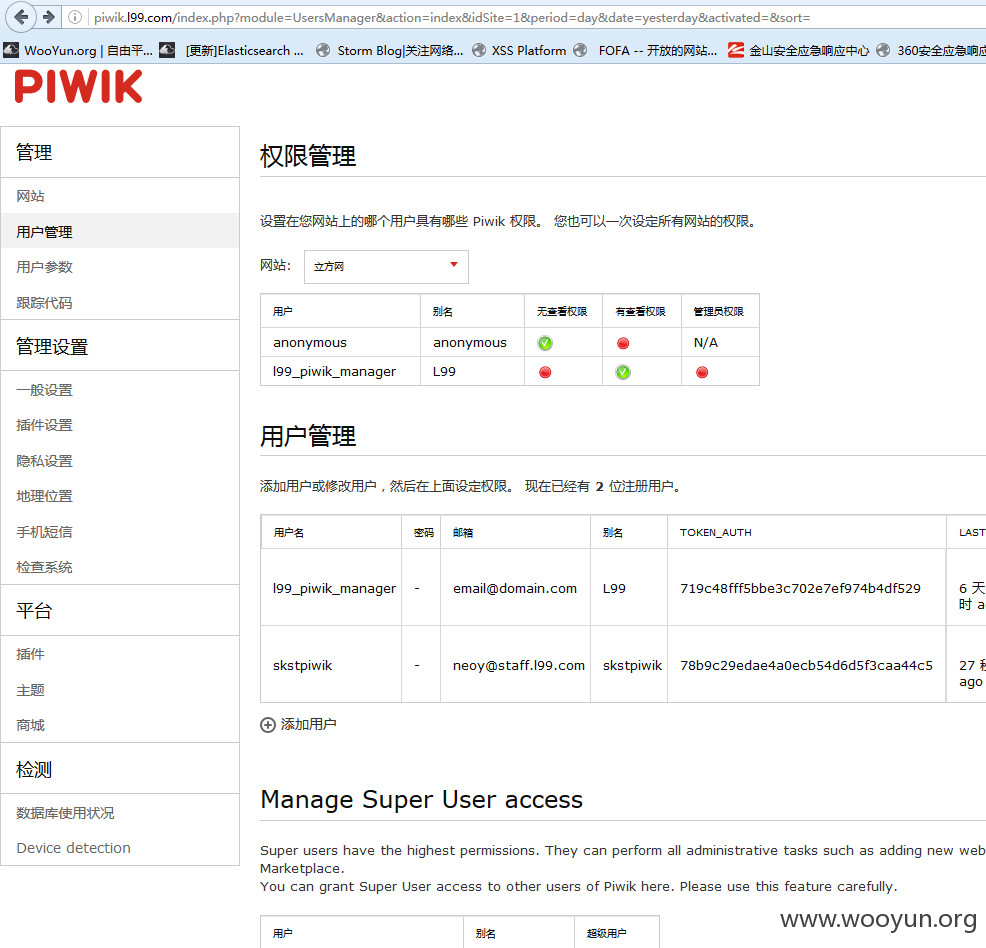 piwik.l99.com/index.php?module=UsersManager&action=index&idSite=1&period=day&date=yesterday&activated=&sort=
WooYun.org | 自由平... [更新]Elasticsearch ... Storm Blog|关注网络... XSS Platform FOFA -- 开放的网站... 金山安全应急响应中心 360安全应急响应
PIWIK
管理
网站
用户管理
用户参数
跟踪代码
管理设置
一般设置
插件设置
隐私设置
地理位置
手机短信
检查系统
平台
插件
主题
商城
检测
数据库使用状况
Device detection
权限管理
设置在您网站上的哪个用户具有哪些 Piwik 权限。 您也可以一次设定所有网站的权限。
网站: 立方网
用户 别名 无查看权限 有查看权限 管理员权限
anonymous anonymous N/A
l99_piwik_manager L99
用户管理
添加用户或修改用户，然后在上面设定权限。 现在已经有 2 位注册用户。
用户名 密码 邮箱 别名 TOKEN_AUTH LAST
l99_piwik_manager - email@domain.com L99 719c48fff5bbe3c702e7ef974b4df529 6 天
时 a
skstpiwik - neoy@staff.l99.com skstpiwik 78b9c29edae4a0ecb54d6d5f3caa44c5 27 秒
ago
添加用户
Manage Super User access
Super users have the highest permissions. They can perform all administrative tasks such as adding new web
Marketplace.
You can grant Super User access to other users of Piwik here. Please use this feature carefully.
用户 别名 超级用户
www.wooyun.org